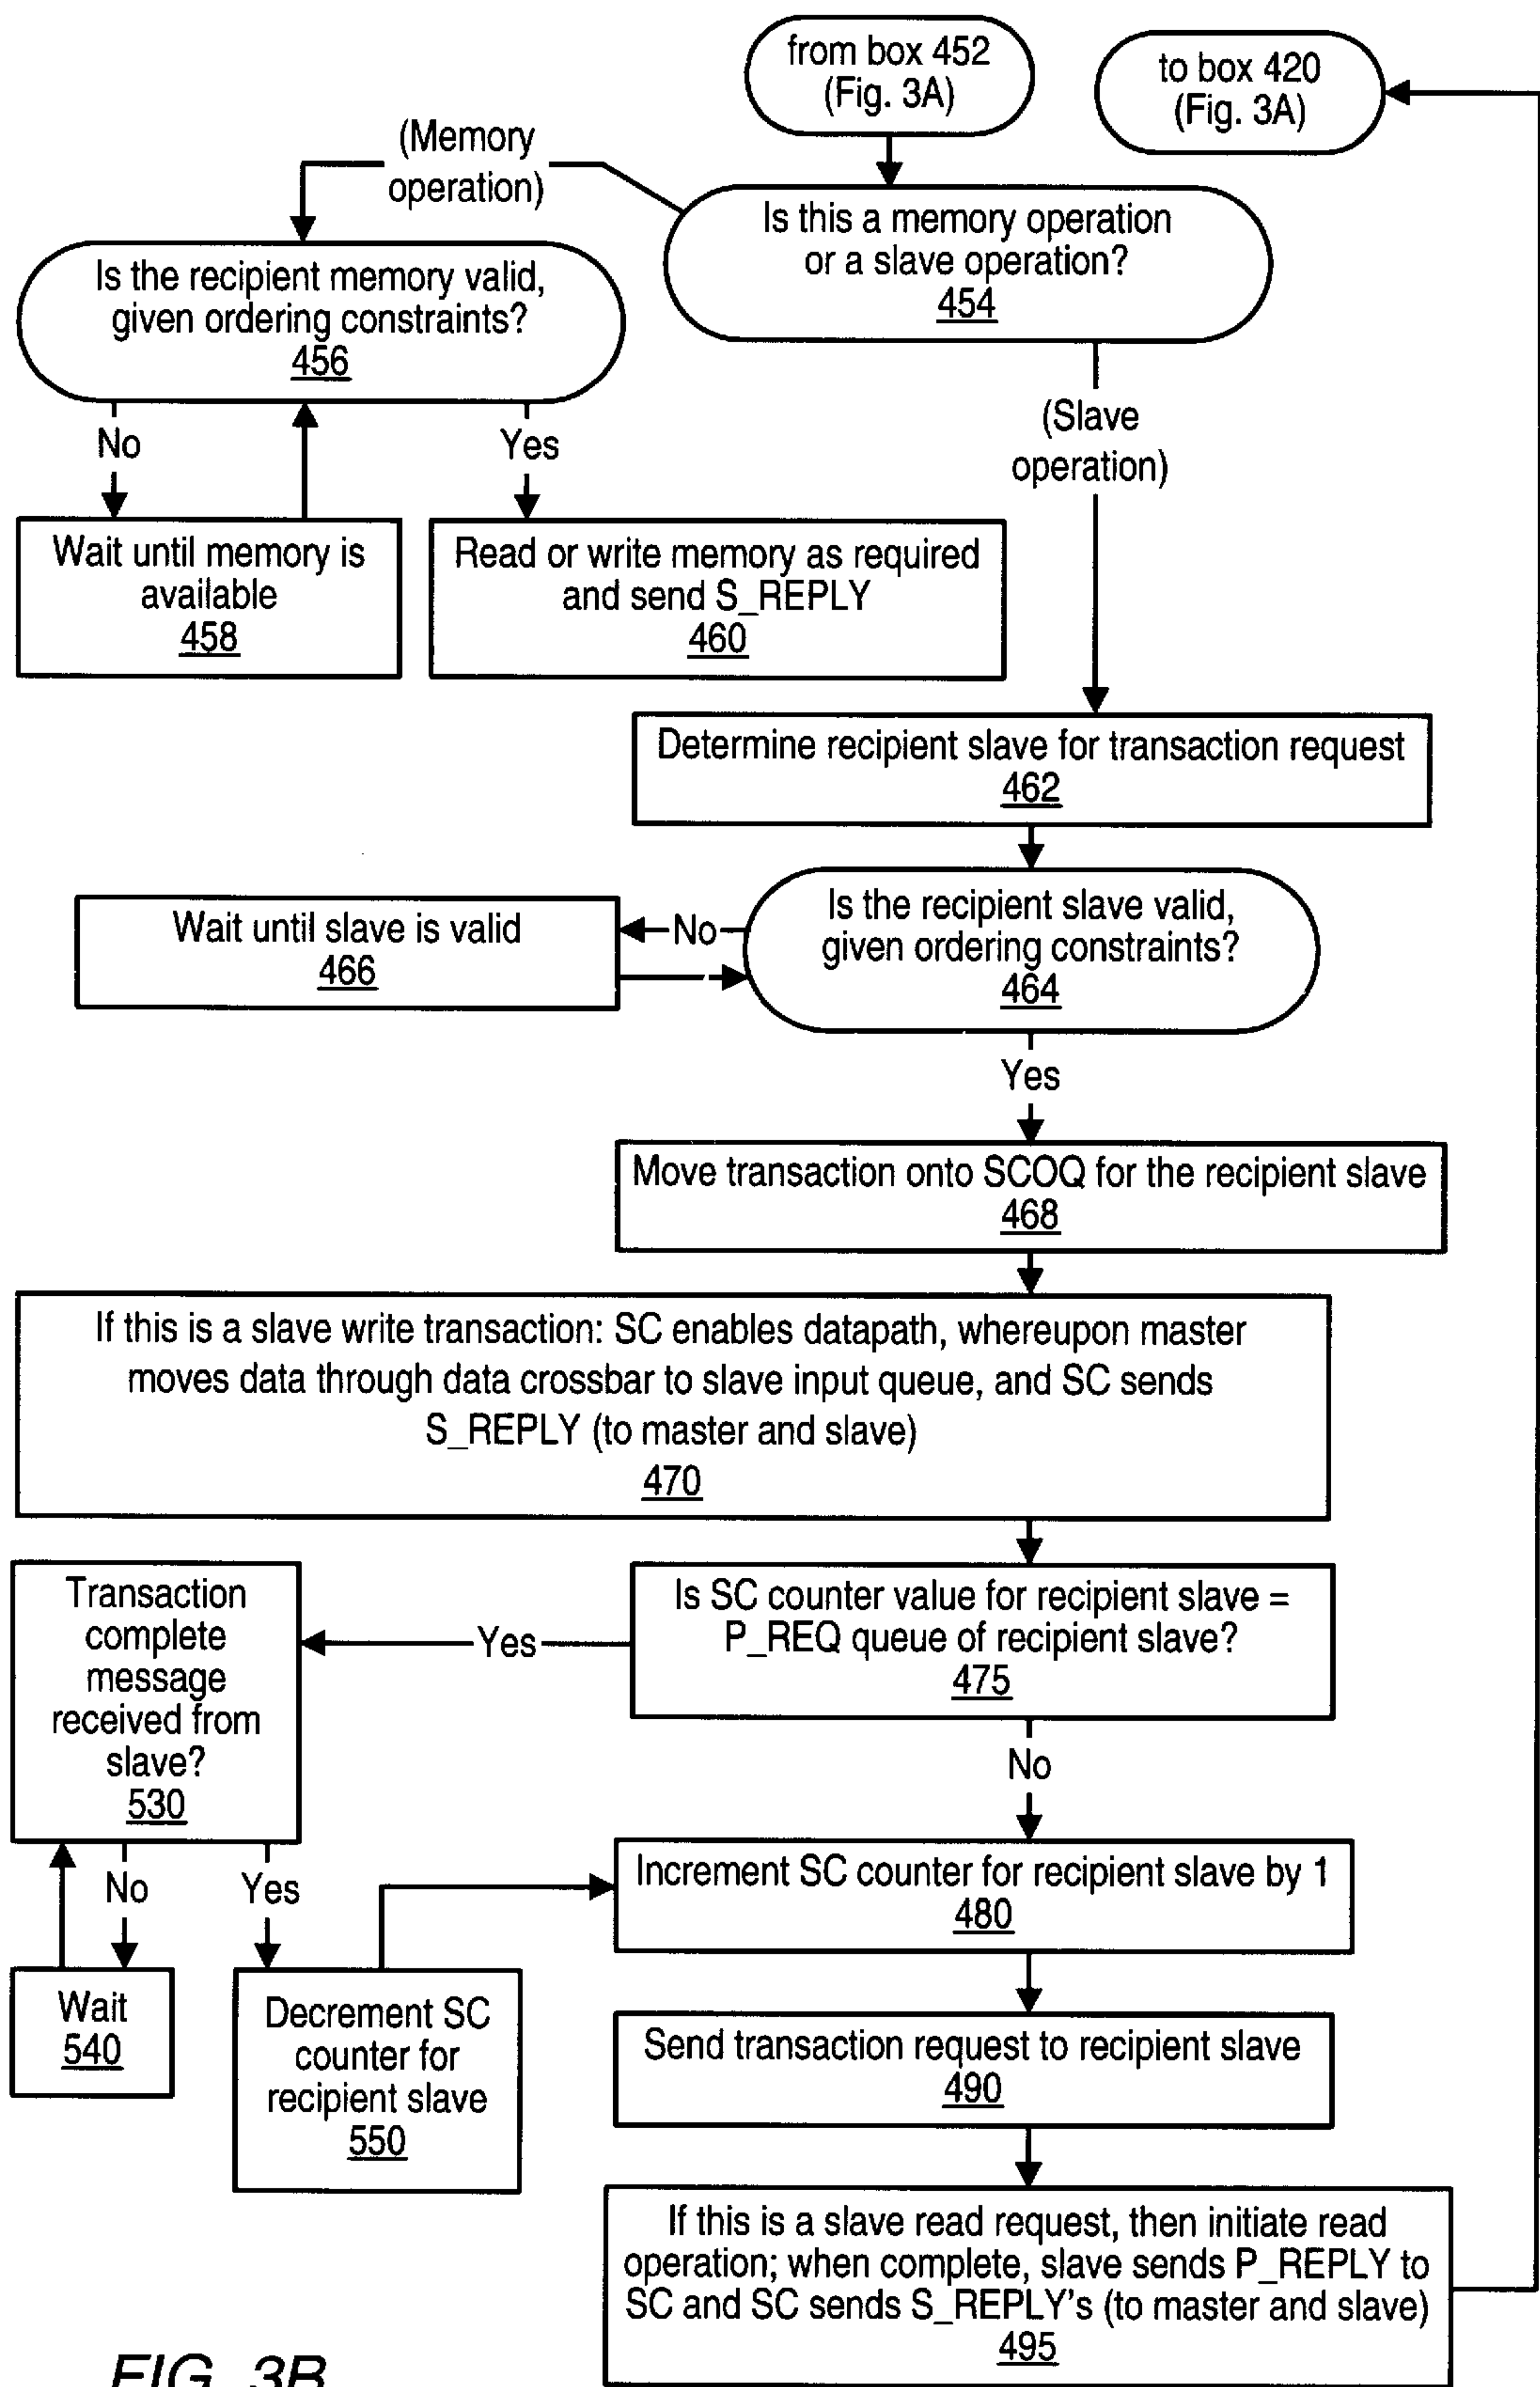 from box 452
(Fig. 3A)
to box 420
(Fig. 3A)
(Memory
operation)
Is this a memory operation
or a slave operation?
454
Is the recipient memory valid,
given ordering constraints?
456
No
Yes
(Slave
operation)
Wait until memory is
available
458
Read or write memory as required
and send S_REPLY
460
Determine recipient slave for transaction request
462
Is the recipient slave valid,
given ordering constraints?
464
No
Wait until slave is valid
466
Yes
Move transaction onto SCOQ for the recipient slave
468
If this is a slave write transaction: SC enables datapath, whereupon master
moves data through data crossbar to slave input queue, and SC sends
S_REPLY (to master and slave)
470
Is SC counter value for recipient slave =
P_REQ queue of recipient slave?
475
Yes
Transaction
complete
message
received from
slave?
530
No
No
Yes
Increment SC counter for recipient slave by 1
480
Wait
540
Decrement SC
counter for
recipient slave
550
Send transaction request to recipient slave
490
If this is a slave read request, then initiate read
operation; when complete, slave sends P_REPLY to
SC and SC sends S_REPLY's (to master and slave)
495
FIG. 3B